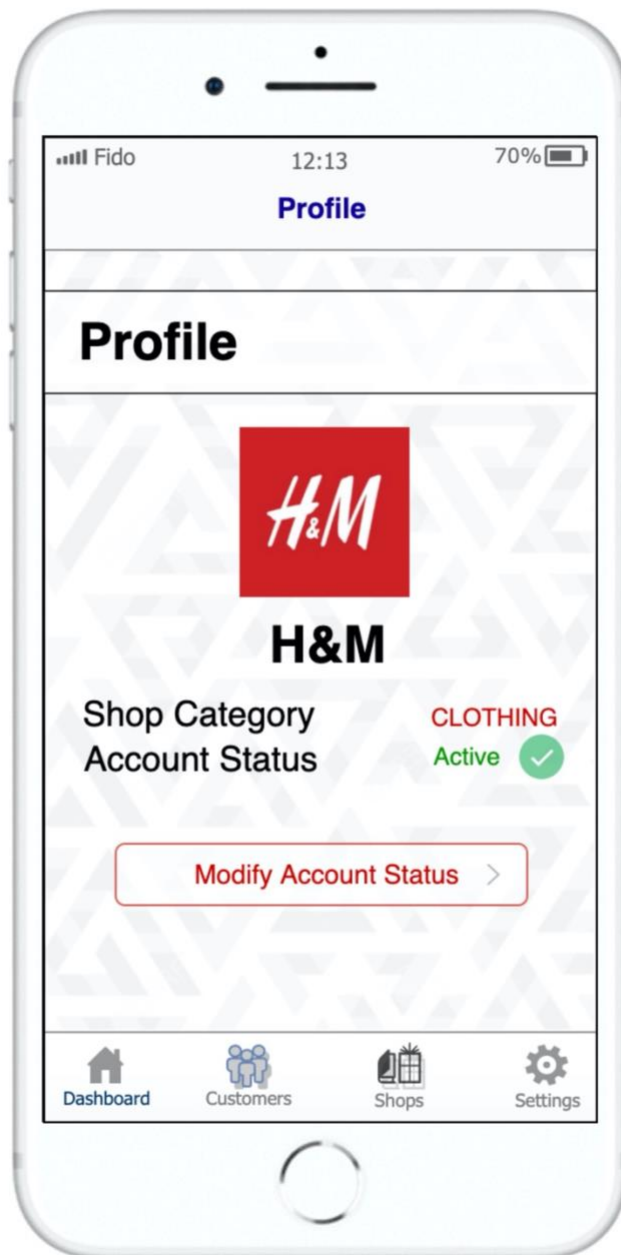 Fido 12:13 70%
Profile
Profile
H&M
H&M
Shop Category CLOTHING
Account Status Active
Modify Account Status >
Dashboard Customers Shops Settings